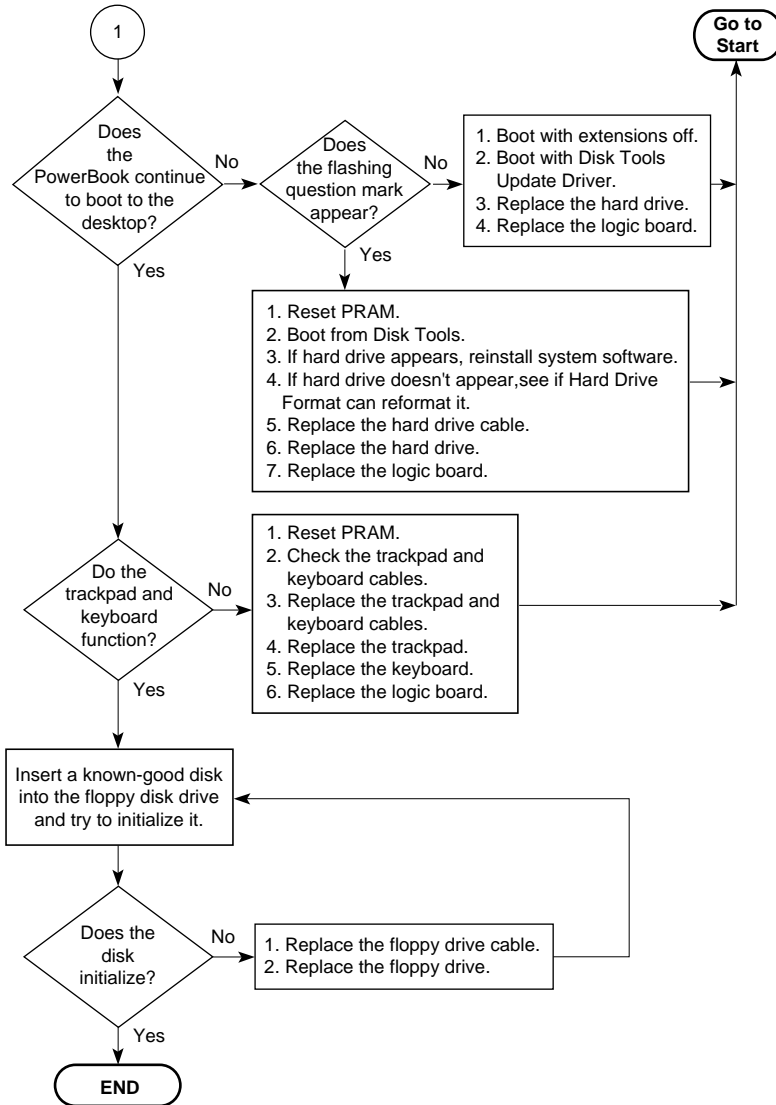 1
Go to
Start
Does
the
PowerBook continue
to boot to the
desktop?
No
Does
the flashing
question mark
appear?
No
1. Boot with extensions off.
2. Boot with Disk Tools
Update Driver.
3. Replace the hard drive.
4. Replace the logic board.
Yes
Yes
1. Reset PRAM.
2. Boot from Disk Tools.
3. If hard drive appears, reinstall system software.
4. If hard drive doesn't appear,see if Hard Drive
Format can reformat it.
5. Replace the hard drive cable.
6. Replace the hard drive.
7. Replace the logic board.
Do the
trackpad and
keyboard
function?
No
1. Reset PRAM.
2. Check the trackpad and
keyboard cables.
3. Replace the trackpad and
keyboard cables.
4. Replace the trackpad.
5. Replace the keyboard.
6. Replace the logic board.
Yes
Insert a known-good disk
into the floppy disk drive
and try to initialize it.
Does the
disk
initialize?
No
1. Replace the floppy drive cable.
2. Replace the floppy drive.
Yes
END